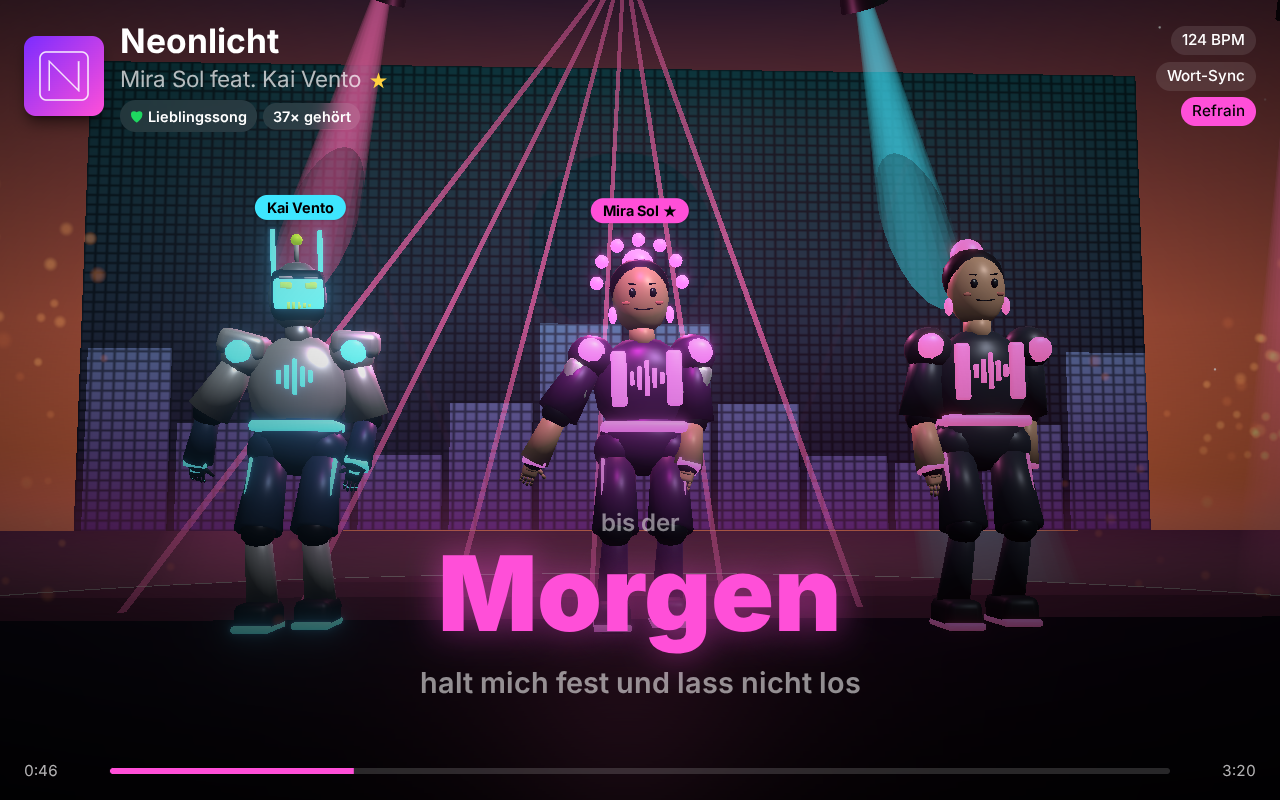 N
Neonlicht
Mira Sol feat. Kai Vento ⭐
Lieblingssong
37× gehört
124 BPM
Wort-Sync
Refrain
Kai Vento
Mira Sol ★
bis der
Morgen
halt mich fest und lass nicht los
0:46
3:20